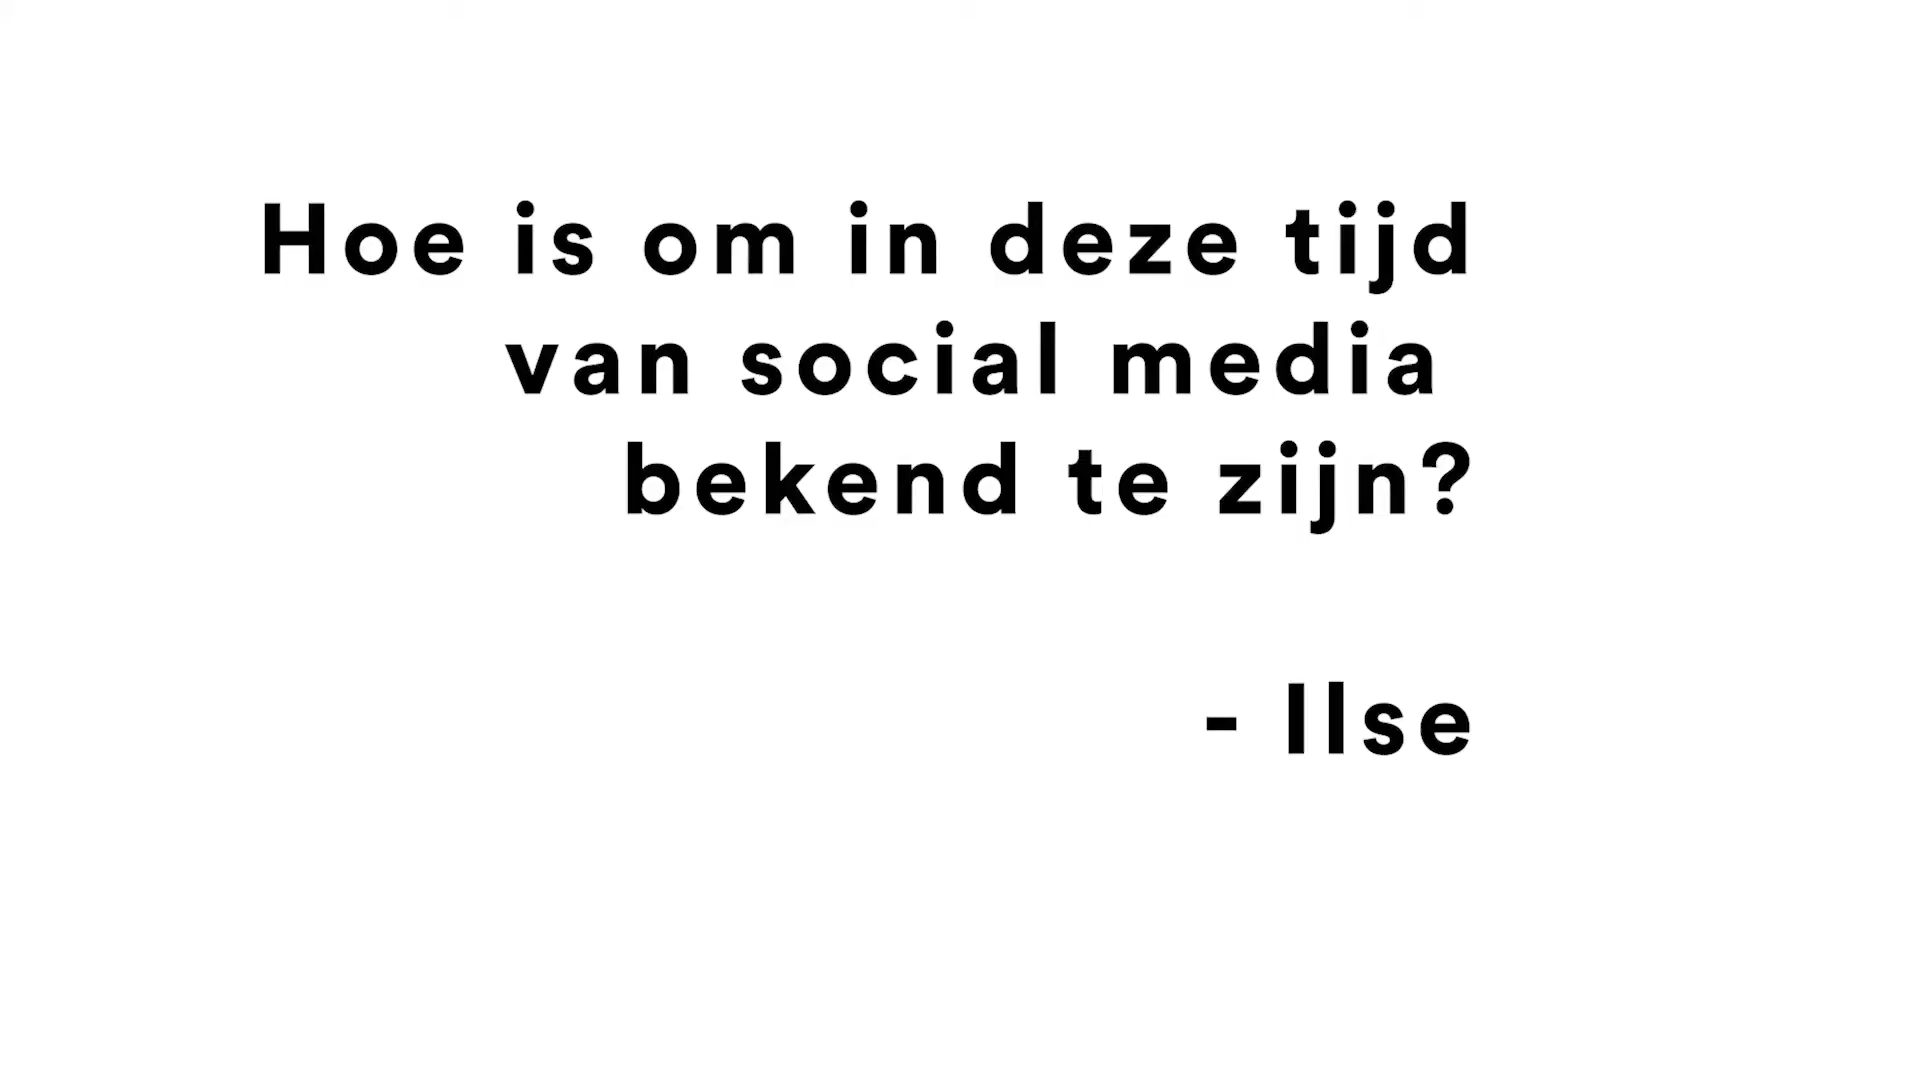 Hoe is om in deze tijd
van social media
bekend te zijn?
- Ilse